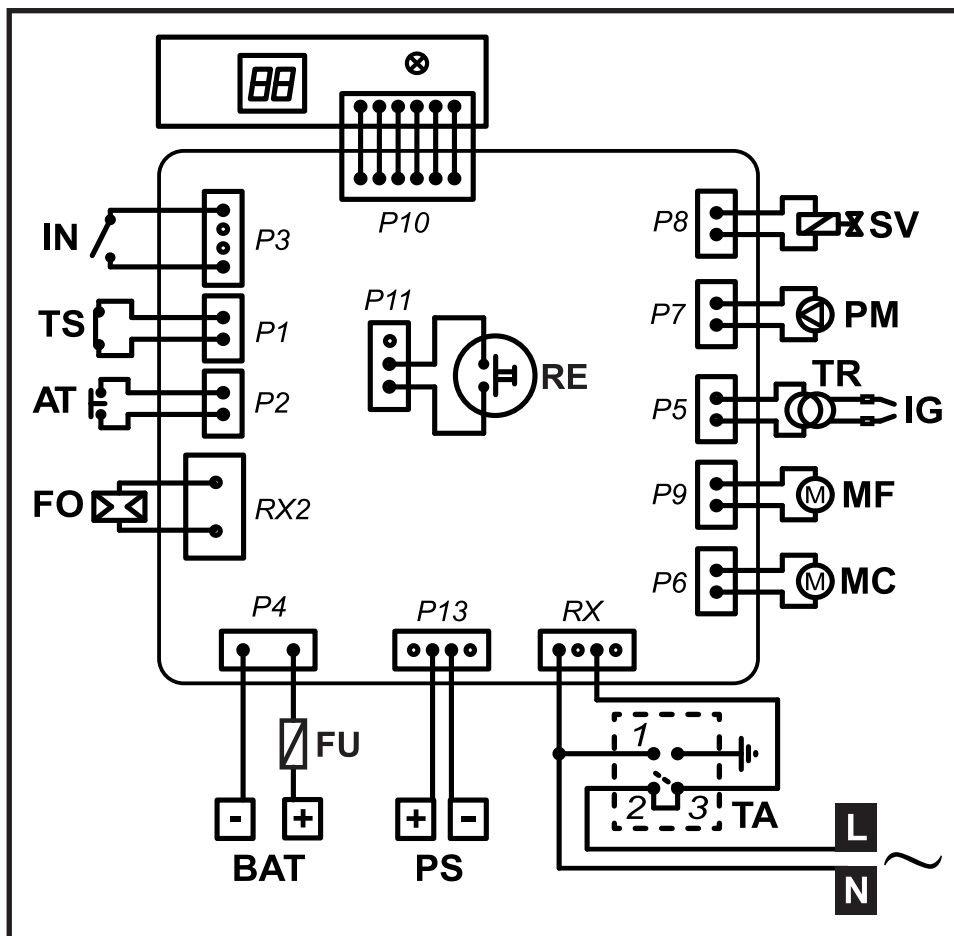 88
P10
IN
P3
P8
SV
TS
P1
P11
P7
PM
AT
P2
RE
TR
P5
IG
FO
RX2
P9
MF
P6
MC
P4
P13
RX
FU
1
2
3
TA
-
+
+
-
BAT
PS
L
N
M
M